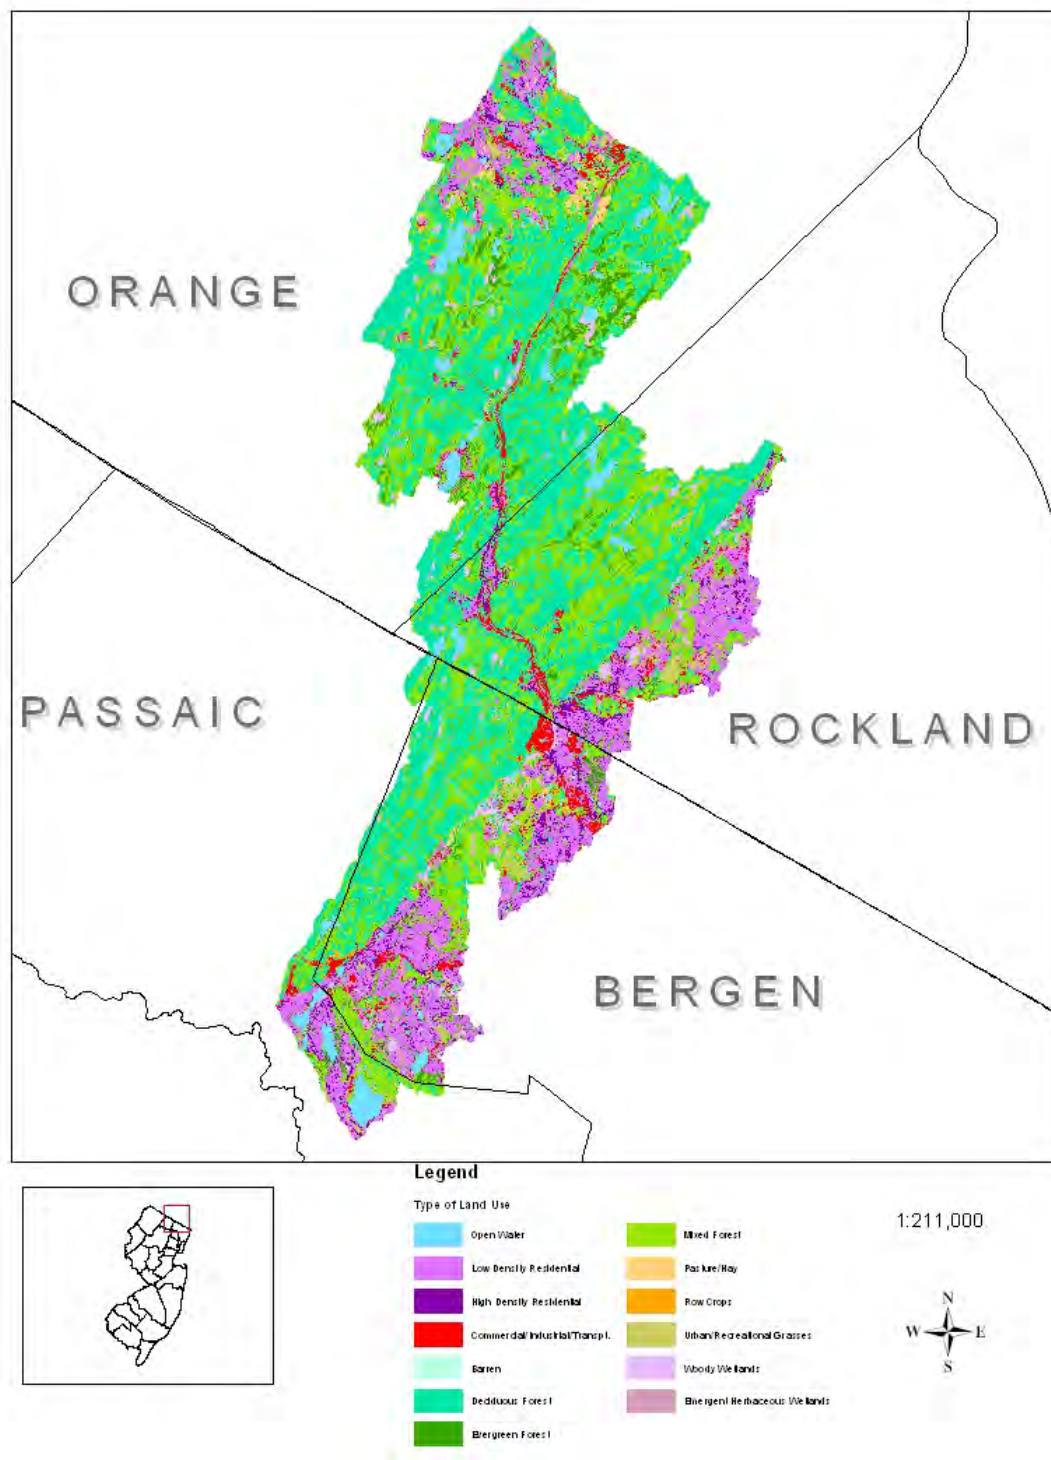 ORANGE
PASSAIC
ROCKLAND
BERGEN
Legend
Type of Land Use
Open Water
Low Density Residential
High Density Residential
Commercial/Industrial/Transpt.
Barren
Deciduous Forest
Evergreen Forest
Mixed Forest
Pasture/Hay
Row Crops
Urban/Recreational Grasses
Woody Wetlands
Emergent Herbaceous Wetlands
1:211,000
N
W E
S